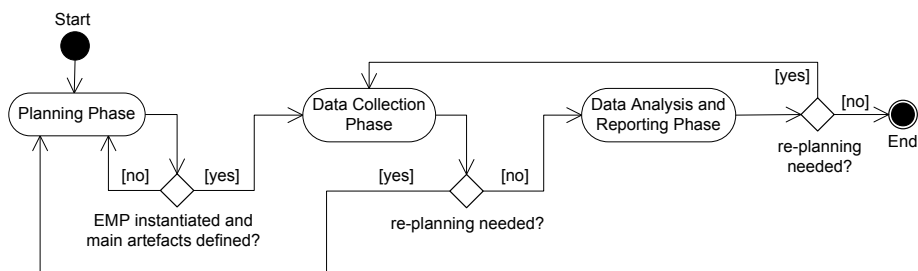 Start
Planning Phase
[no]
[yes]
EMP instantiated and
main artefacts defined?
Data Collection
Phase
[yes]
[no]
re-planning needed?
Data Analysis and
Reporting Phase
[yes]
[no]
re-planning
needed?
End